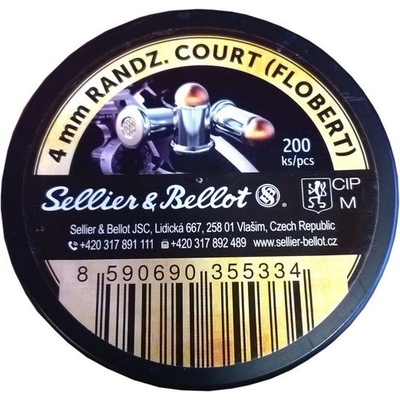 4 mm RANDZ. COURT (FLOBERT)
200
ks/pcs
Sellier & Bellot
CIP
M
Sellier & Bellot JSC, Lidická 667, 258 01 Vlašim, Czech Republic
+420 317 891 111 +420 317 892 489 www.sellier-bellot.cz
8 590690 355334